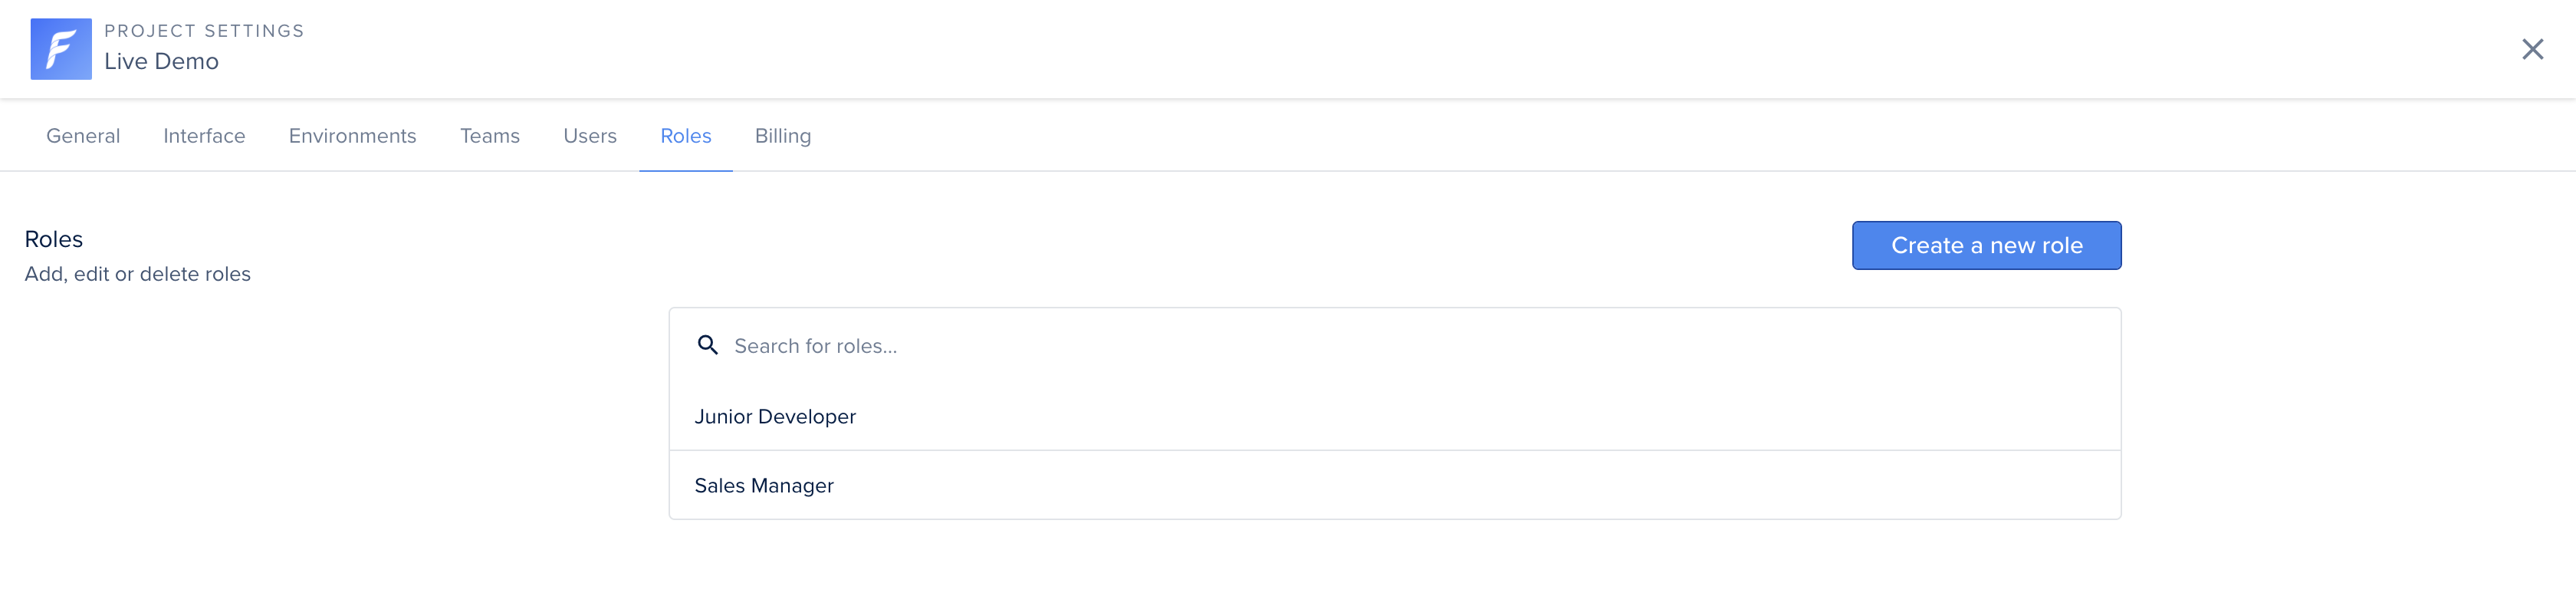 PROJECT SETTINGS
Live Demo
General Interface Environments Teams Users Roles Billing
Roles
Add, edit or delete roles
Create a new role
Search for roles...
Junior Developer
Sales Manager